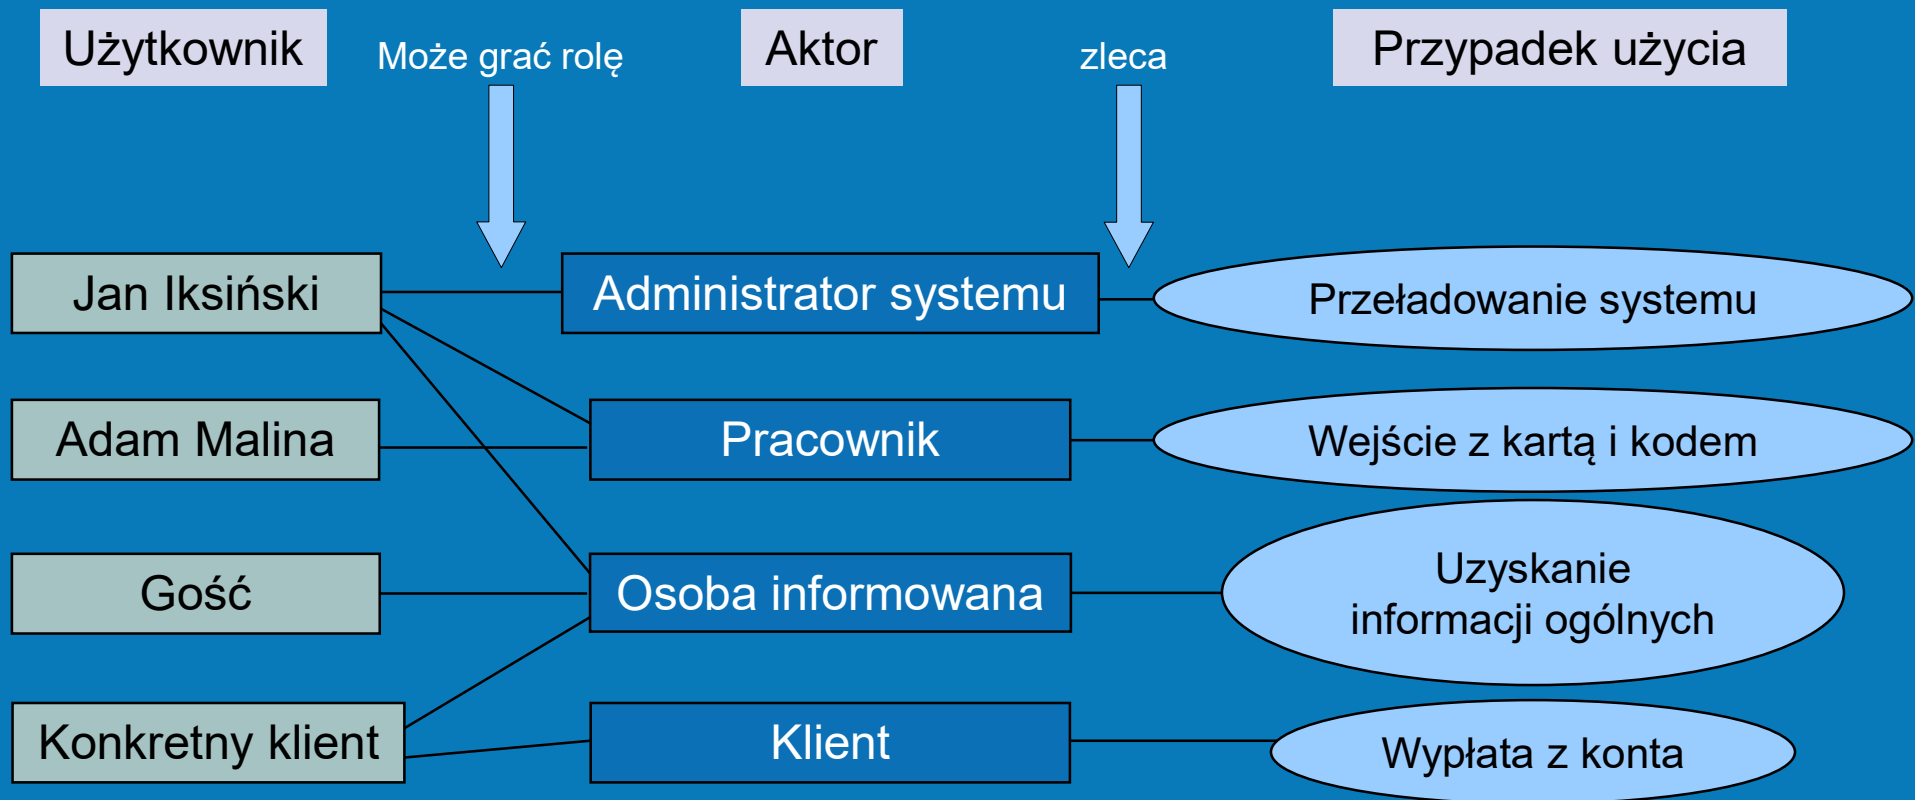 Użytkownik
Może grać rolę
Aktor
zleca
Przypadek użycia
Jan Iksiński
Administrator systemu
Przeładowanie systemu
Adam Malina
Pracownik
Wejście z kartą i kodem
Gość
Osoba informowana
Uzyskanie
informacji ogólnych
Konkretny klient
Klient
Wypłata z konta